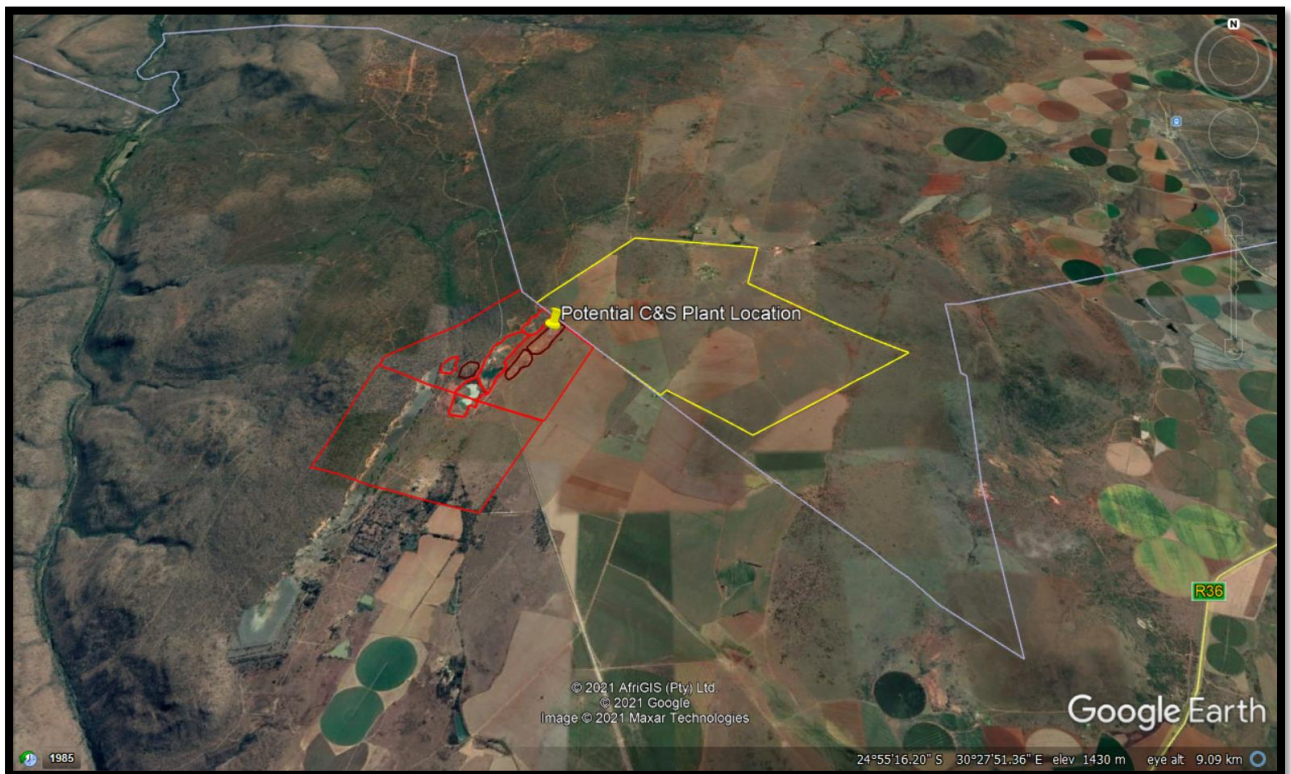 N
Potential C&S Plant Location
R36
© 2021 AfriGIS (Pty) Ltd.
© 2021 Google
Image © 2021 Maxar Technologies
Google Earth
1985
24°55'16.20" S 30°27'51.36" E elev 1430 m eye alt 9.09 km